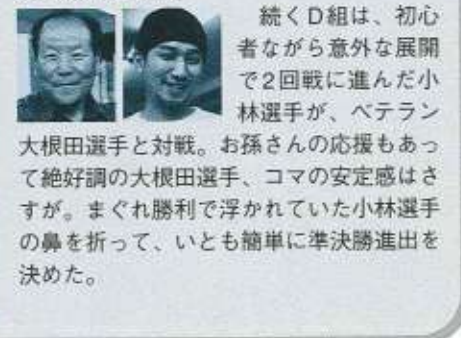 続くD組は、初心
者ながら意外な展開
で2回戦に進んだ小
林選手が、ベテラン
大根田選手と対戦。お孫さんの応援もあっ
て絶好調の大根田選手、コマの安定感はさ
すが。まぐれ勝利で浮かれていた小林選手
の鼻を折って、いとも簡単に準決勝進出を
決めた。